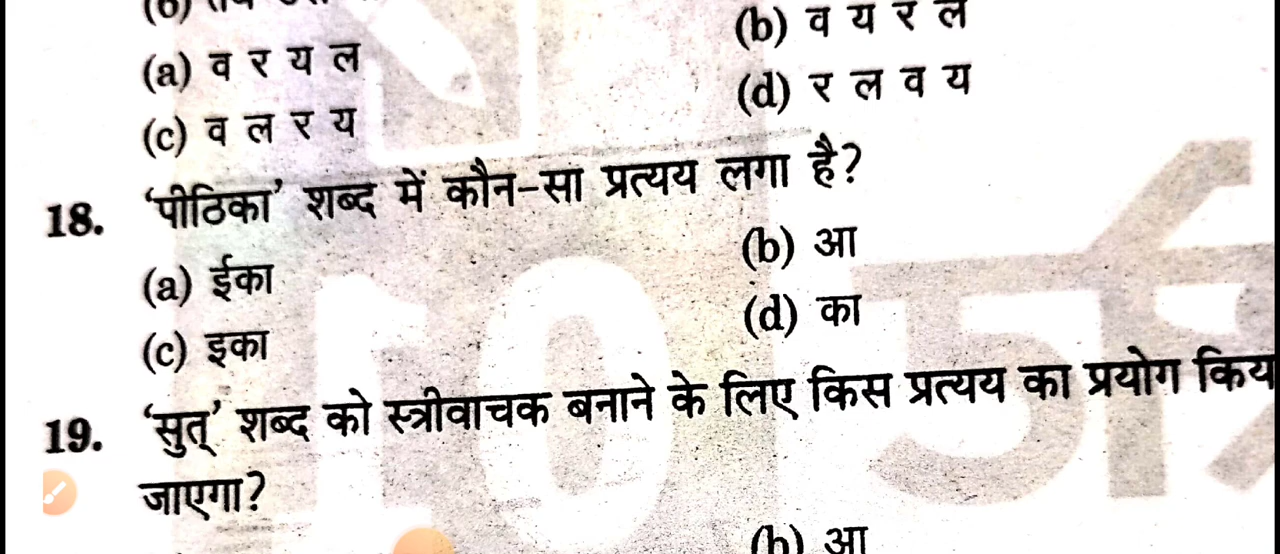 (b) व य र ल
(a) व र य ल
(d) र ल व य
(c) व ल र य
18. ‘पीठिका’ शब्द में कौन-सा प्रत्यय लगा है?
(a) ईका (b) आ
(c) इका (d) का
19. ‘सुत्’ शब्द को स्त्रीवाचक बनाने के लिए किस प्रत्यय का प्रयोग किय
जाएगा?
(b) आ